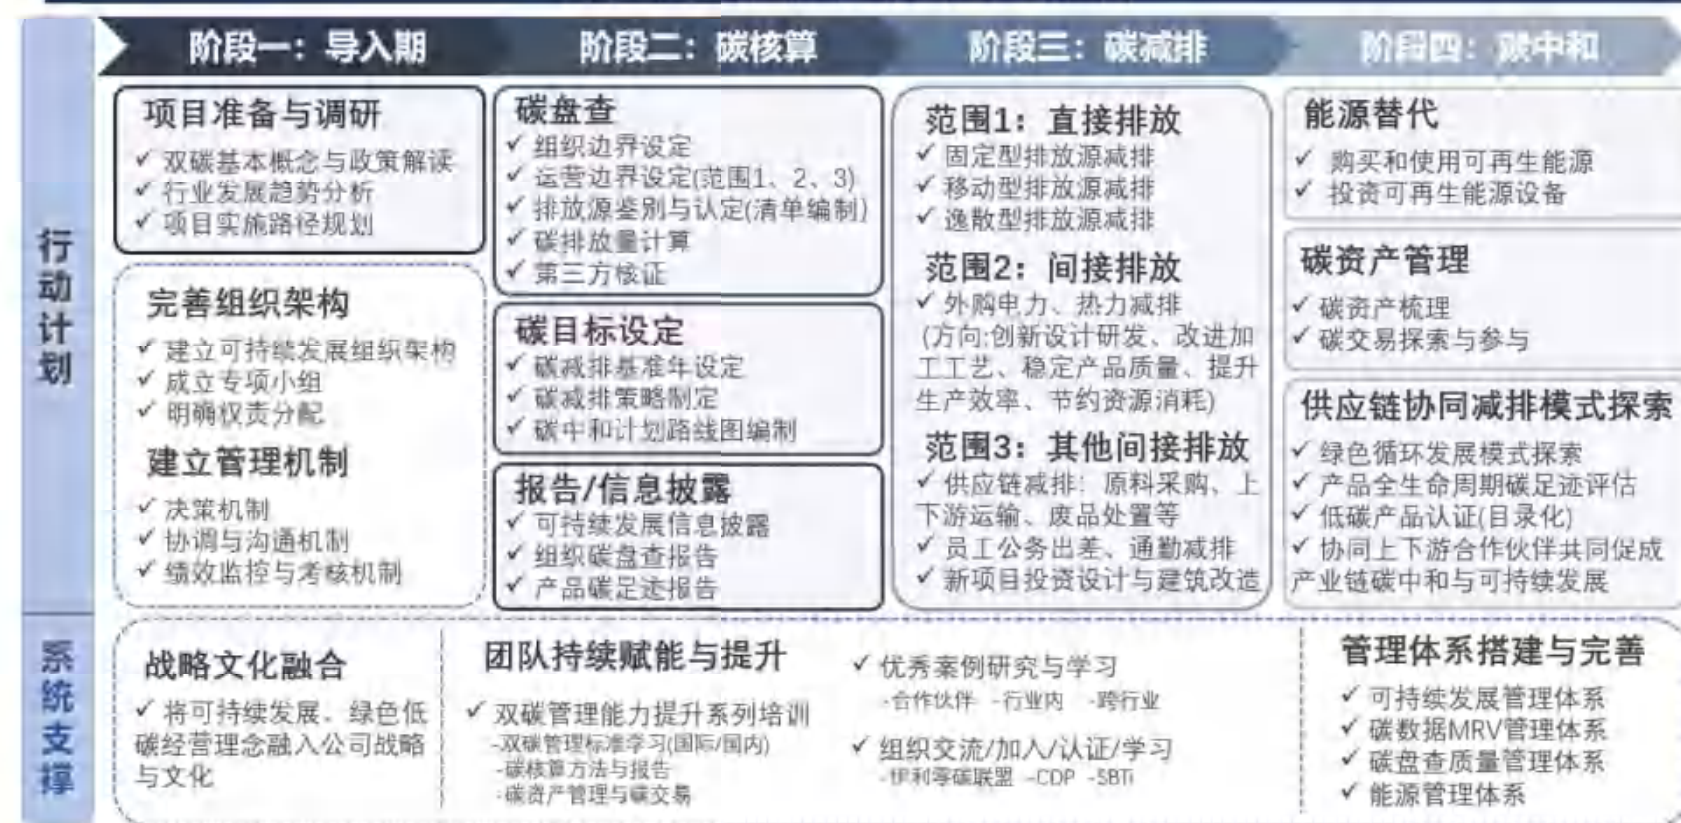 阶段一：导入期
阶段二：碳核算
阶段三：碳减排
阶段四：碳中和
行动计划
项目准备与调研
✓ 双碳基本概念与政策解读
✓ 行业发展趋势分析
✓ 项目实施路径规划
完善组织架构
✓ 建立可持续发展组织架构
✓ 成立专项小组
✓ 明确权责分配
建立管理机制
✓ 决策机制
✓ 协调与沟通机制
✓ 绩效监控与考核机制
碳盘查
✓ 组织边界设定
✓ 运营边界设定(范围1、2、3)
✓ 排放源鉴别与认定(清单编制)
✓ 碳排放量计算
✓ 第三方核证
碳目标设定
✓ 碳减排基准年设定
✓ 碳减排策略制定
✓ 碳中和计划路线图编制
报告/信息披露
✓ 可持续发展信息披露
✓ 组织碳盘查报告
✓ 产品碳足迹报告
范围1：直接排放
✓ 固定型排放源减排
✓ 移动型排放源减排
✓ 逸散型排放源减排
范围2：间接排放
✓ 外购电力、热力减排
(方向:创新设计研发、改进加
工工艺、稳定产品质量、提升
生产效率、节约资源消耗)
范围3：其他间接排放
✓ 供应链减排：原料采购、上
下游运输、废品处置等
✓ 员工公务出差、通勤减排
✓ 新项目投资设计与建筑改造
能源替代
✓ 购买和使用可再生能源
✓ 投资可再生能源设备
碳资产管理
✓ 碳资产梳理
✓ 碳交易探索与参与
供应链协同减排模式探索
✓ 绿色循环发展模式探索
✓ 产品全生命周期碳足迹评估
✓ 低碳产品认证(目录化)
✓ 协同上下游合作伙伴共同促成
产业链碳中和与可持续发展
系统支撑
战略文化融合
✓ 将可持续发展、绿色低
碳经营理念融入公司战略
与文化
团队持续赋能与提升
✓ 双碳管理能力提升系列培训
-双碳管理标准学习(国际/国内)
-碳核算方法与报告
-碳资产管理与碳交易
✓ 优秀案例研究与学习
-合作伙伴 -行业内 -跨行业
✓ 组织交流/加入/认证/学习
-伊利零碳联盟 -CDP -SBTi
管理体系搭建与完善
✓ 可持续发展管理体系
✓ 碳数据MRV管理体系
✓ 碳盘查质量管理体系
✓ 能源管理体系